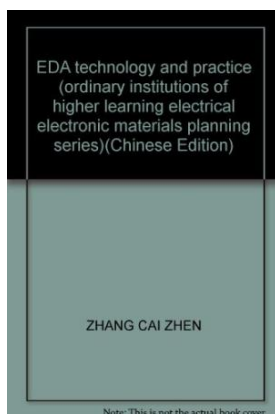 EDA technology and practice
(ordinary institutions of
higher learning electrical
electronic materials planning
series)(Chinese Edition)
ZHANG CAI ZHEN
Note: This is not the actual book cover